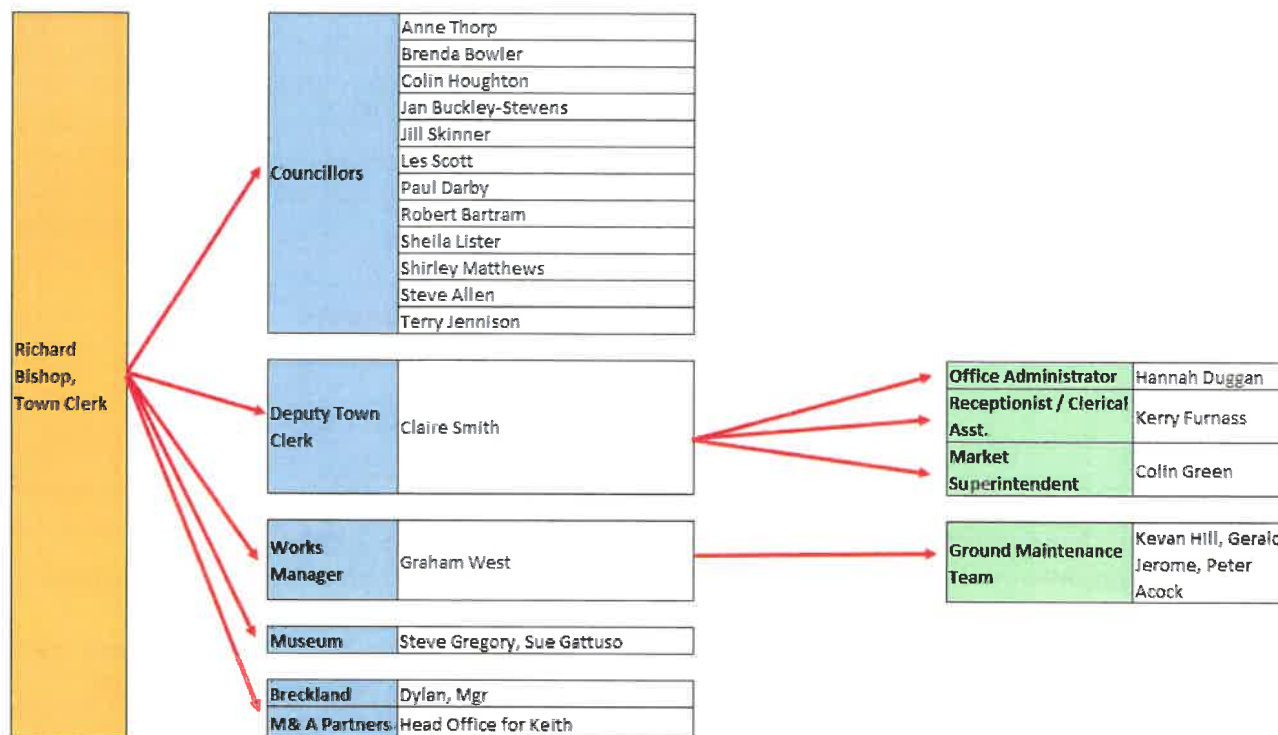 Richard
Bishop,
Town Clerk
Councillors
Anne Thorp
Brenda Bowler
Colin Houghton
Jan Buckley-Stevens
Jill Skinner
Les Scott
Paul Darby
Robert Bartram
Sheila Lister
Shirley Matthews
Steve Allen
Terry Jennison
Deputy Town
Clerk
Claire Smith
Office Administrator
Hannah Duggan
Receptionist / Clerical
Asst.
Kerry Furnass
Market
Superintendent
Colin Green
Works
Manager
Graham West
Ground Maintenance
Team
Kevan Hill, Gerald
Jerome, Peter
Acock
Museum
Steve Gregory, Sue Gattuso
Breckland
Dylan, Mgr
M& A Partners
Head Office for Keith